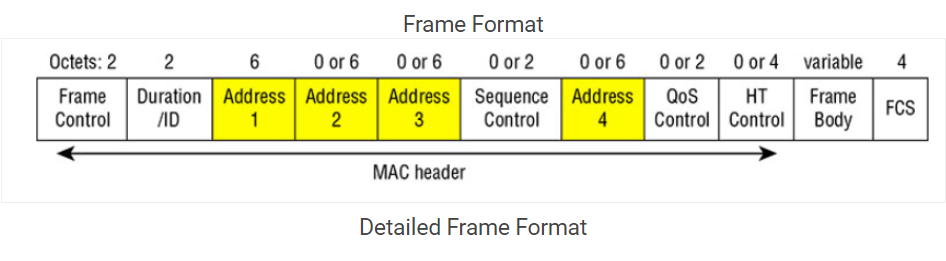 Frame Format
Octets: 2 2 6 0 or 6 0 or 6 0 or 2 0 or 6 0 or 2 0 or 4 variable 4
Frame Control Duration /ID Address 1 Address 2 Address 3 Sequence Control Address 4 QoS Control HT Control Frame Body FCS
MAC header
Detailed Frame Format